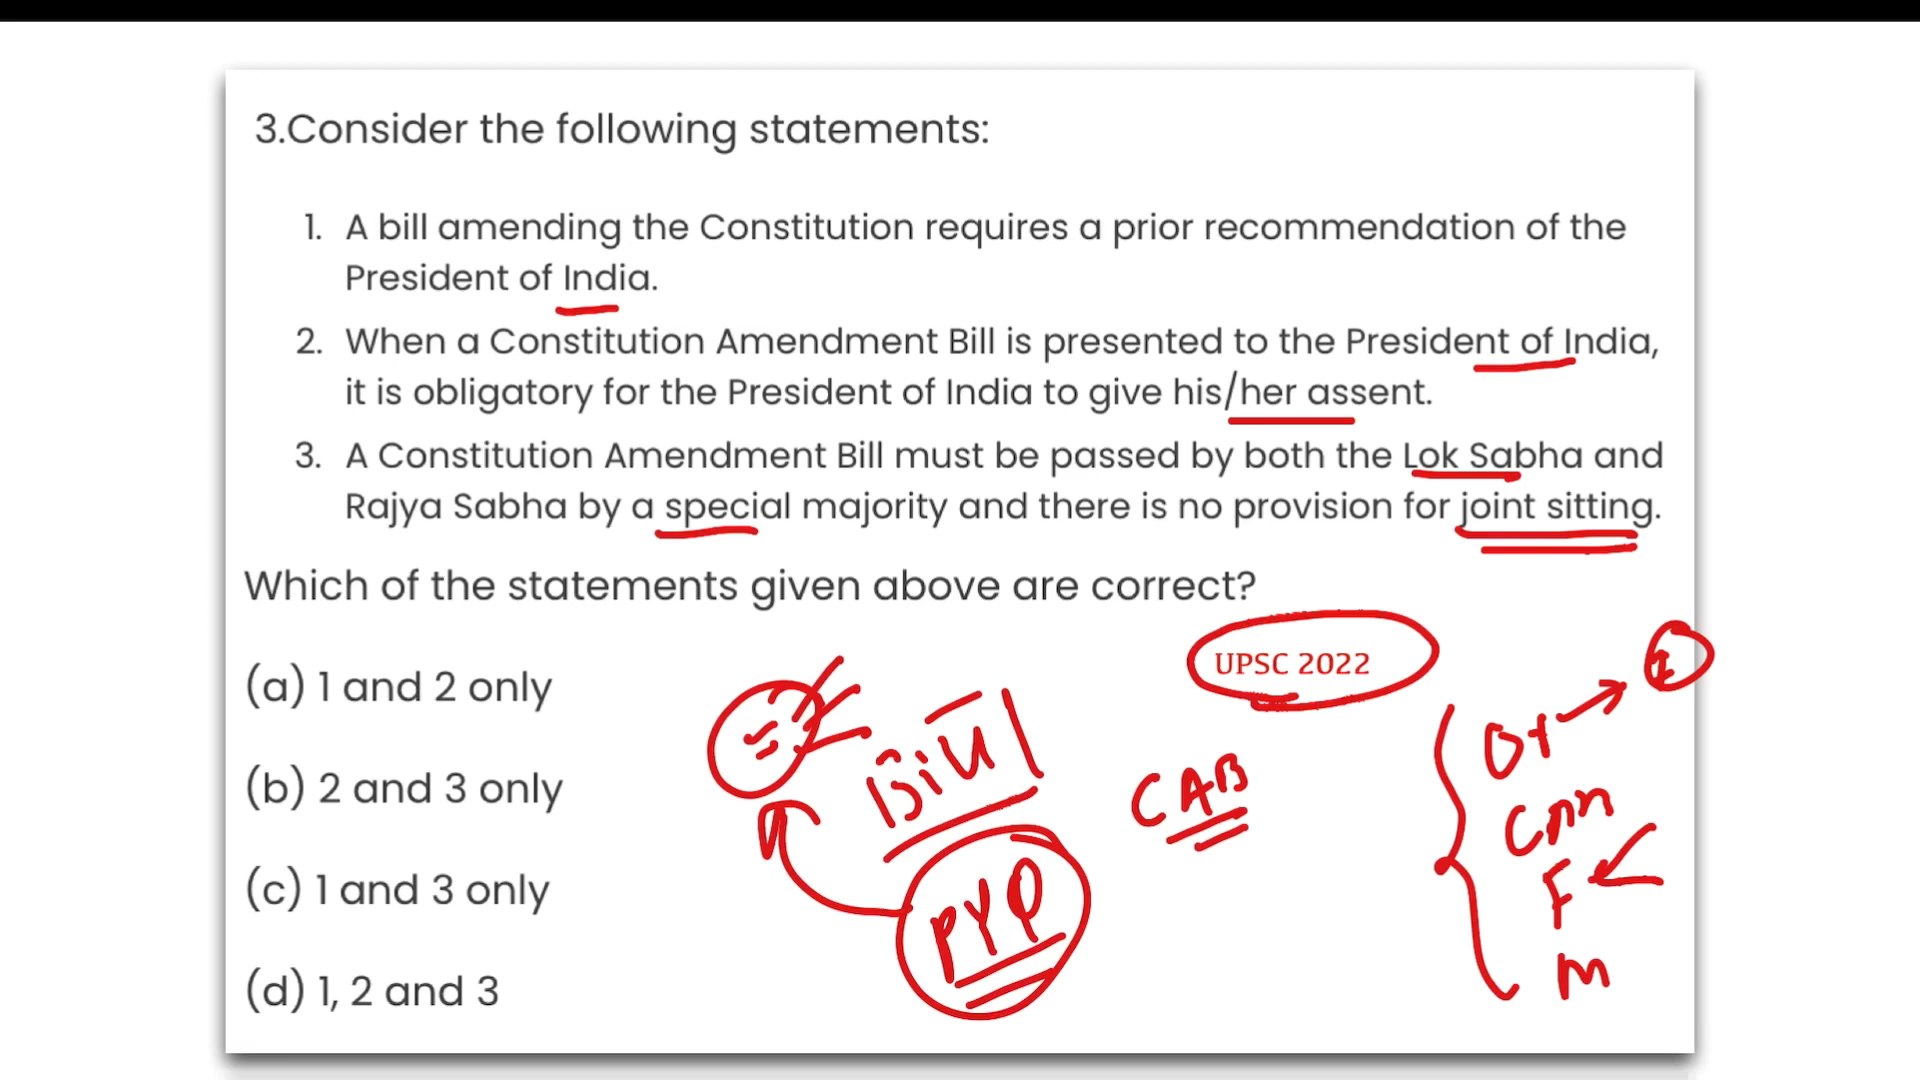 3.Consider the following statements:
1. A bill amending the Constitution requires a prior recommendation of the
President of India.
2. When a Constitution Amendment Bill is presented to the President of India,
it is obligatory for the President of India to give his/her assent.
3. A Constitution Amendment Bill must be passed by both the Lok Sabha and
Rajya Sabha by a special majority and there is no provision for joint sitting.
Which of the statements given above are correct?
UPSC 2022
(a) 1 and 2 only
(b) 2 and 3 only
(c) 1 and 3 only
(d) 1, 2 and 3
Bill
CAB
PYQ
F
M